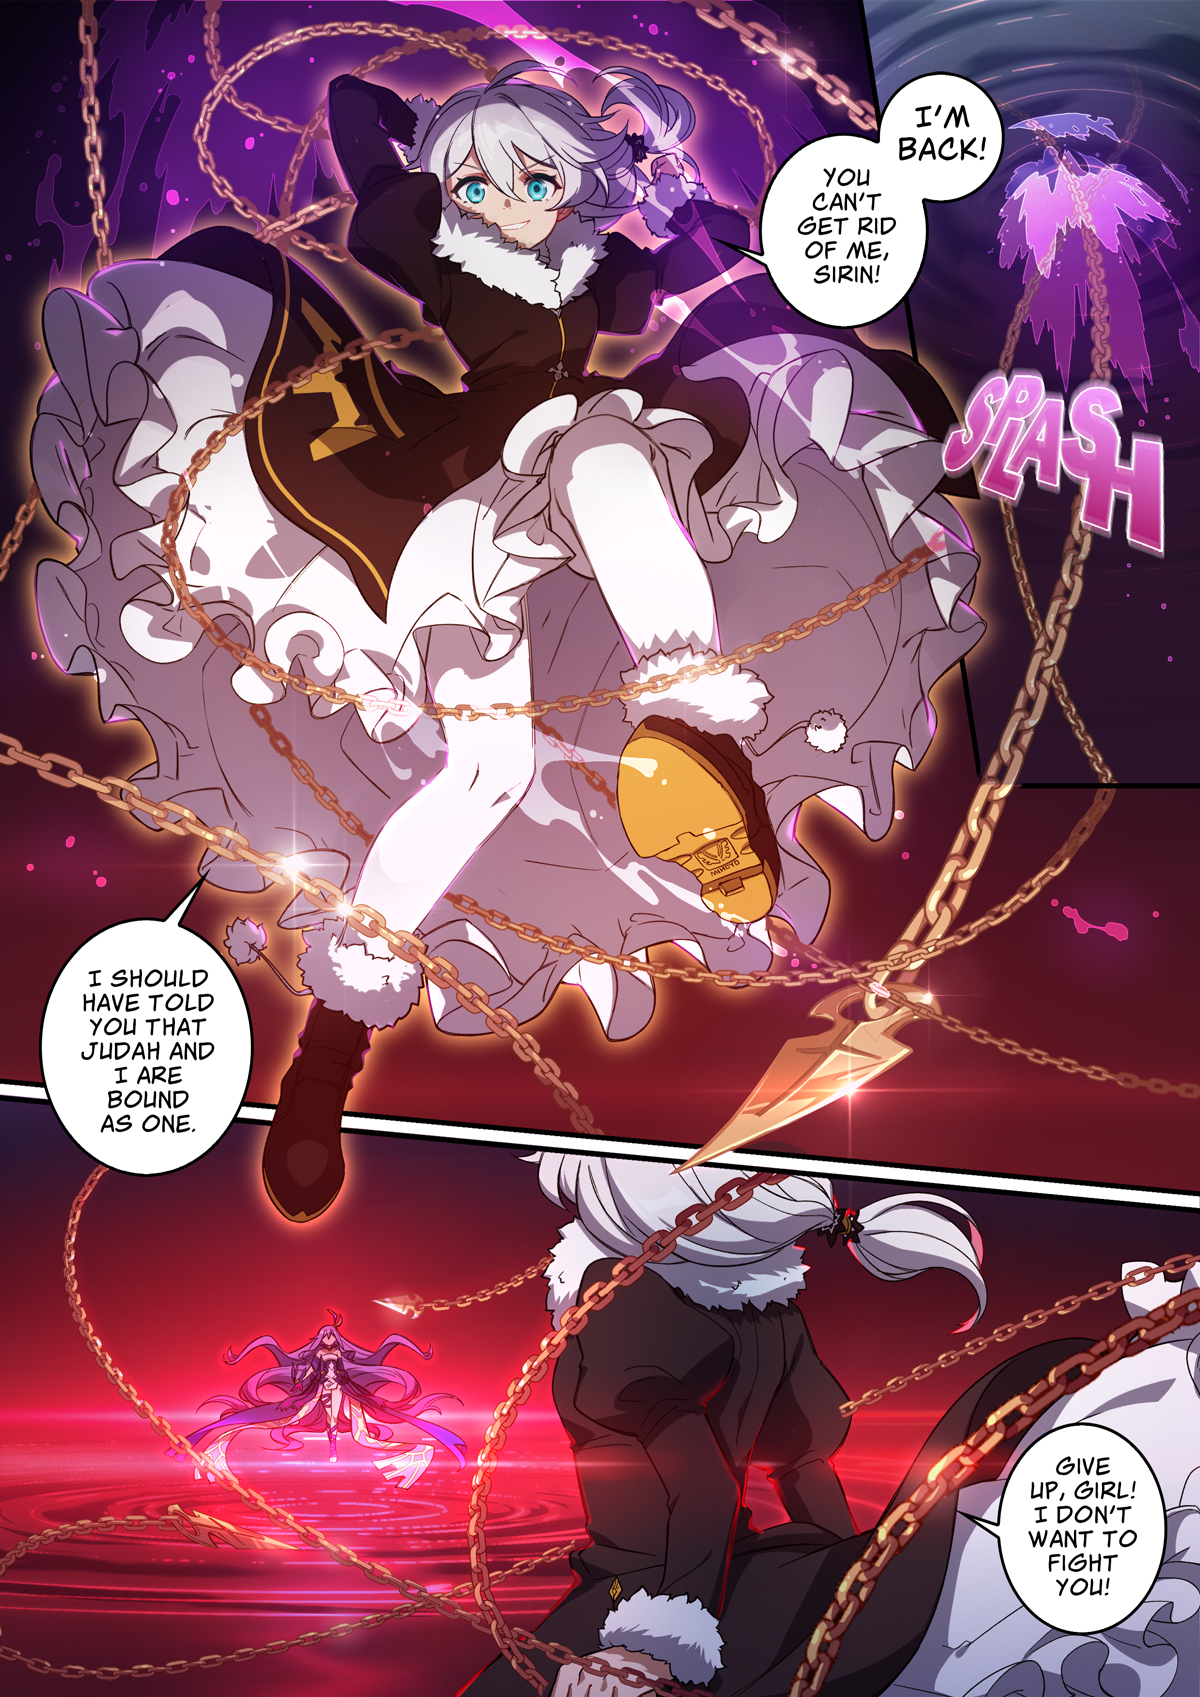 I'M
BACK!
YOU
CAN'T
GET RID
OF ME,
SIRIN!
SPLASH
MIHOYO
I SHOULD
HAVE TOLD
YOU THAT
JUDAH AND
I ARE
BOUND
AS ONE.
GIVE
UP, GIRL!
I DON'T
WANT TO
FIGHT
YOU!